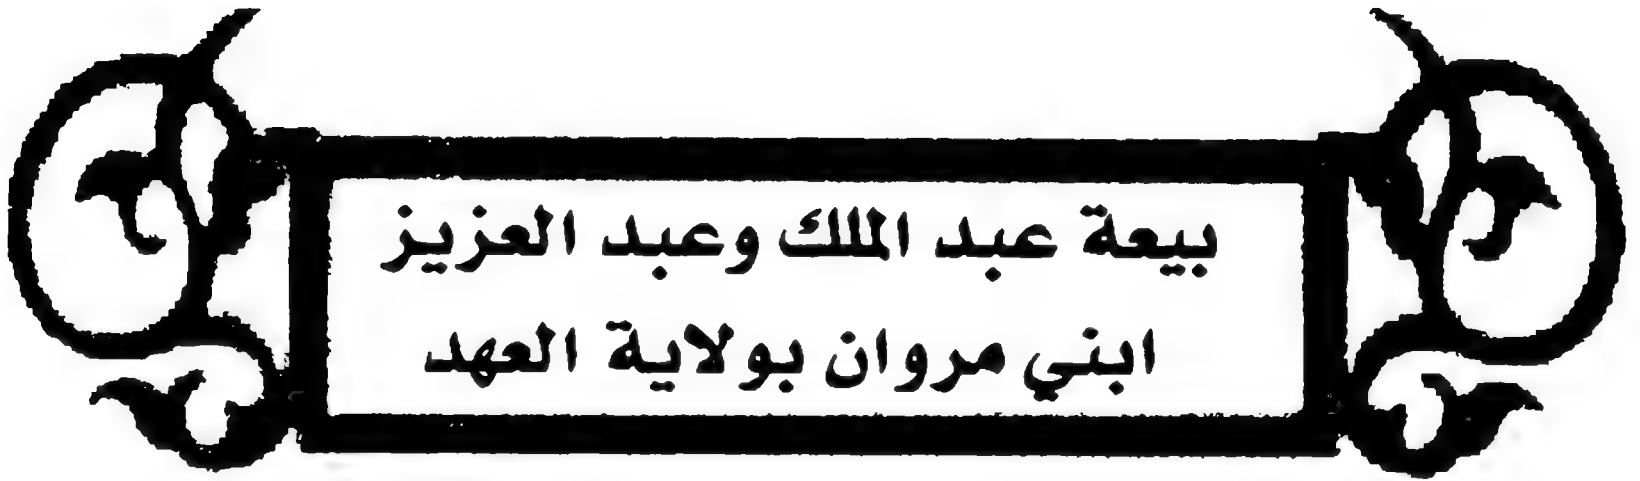 بيعة عبد الملك وعبد العزيز
ابني مروان بولاية العهد